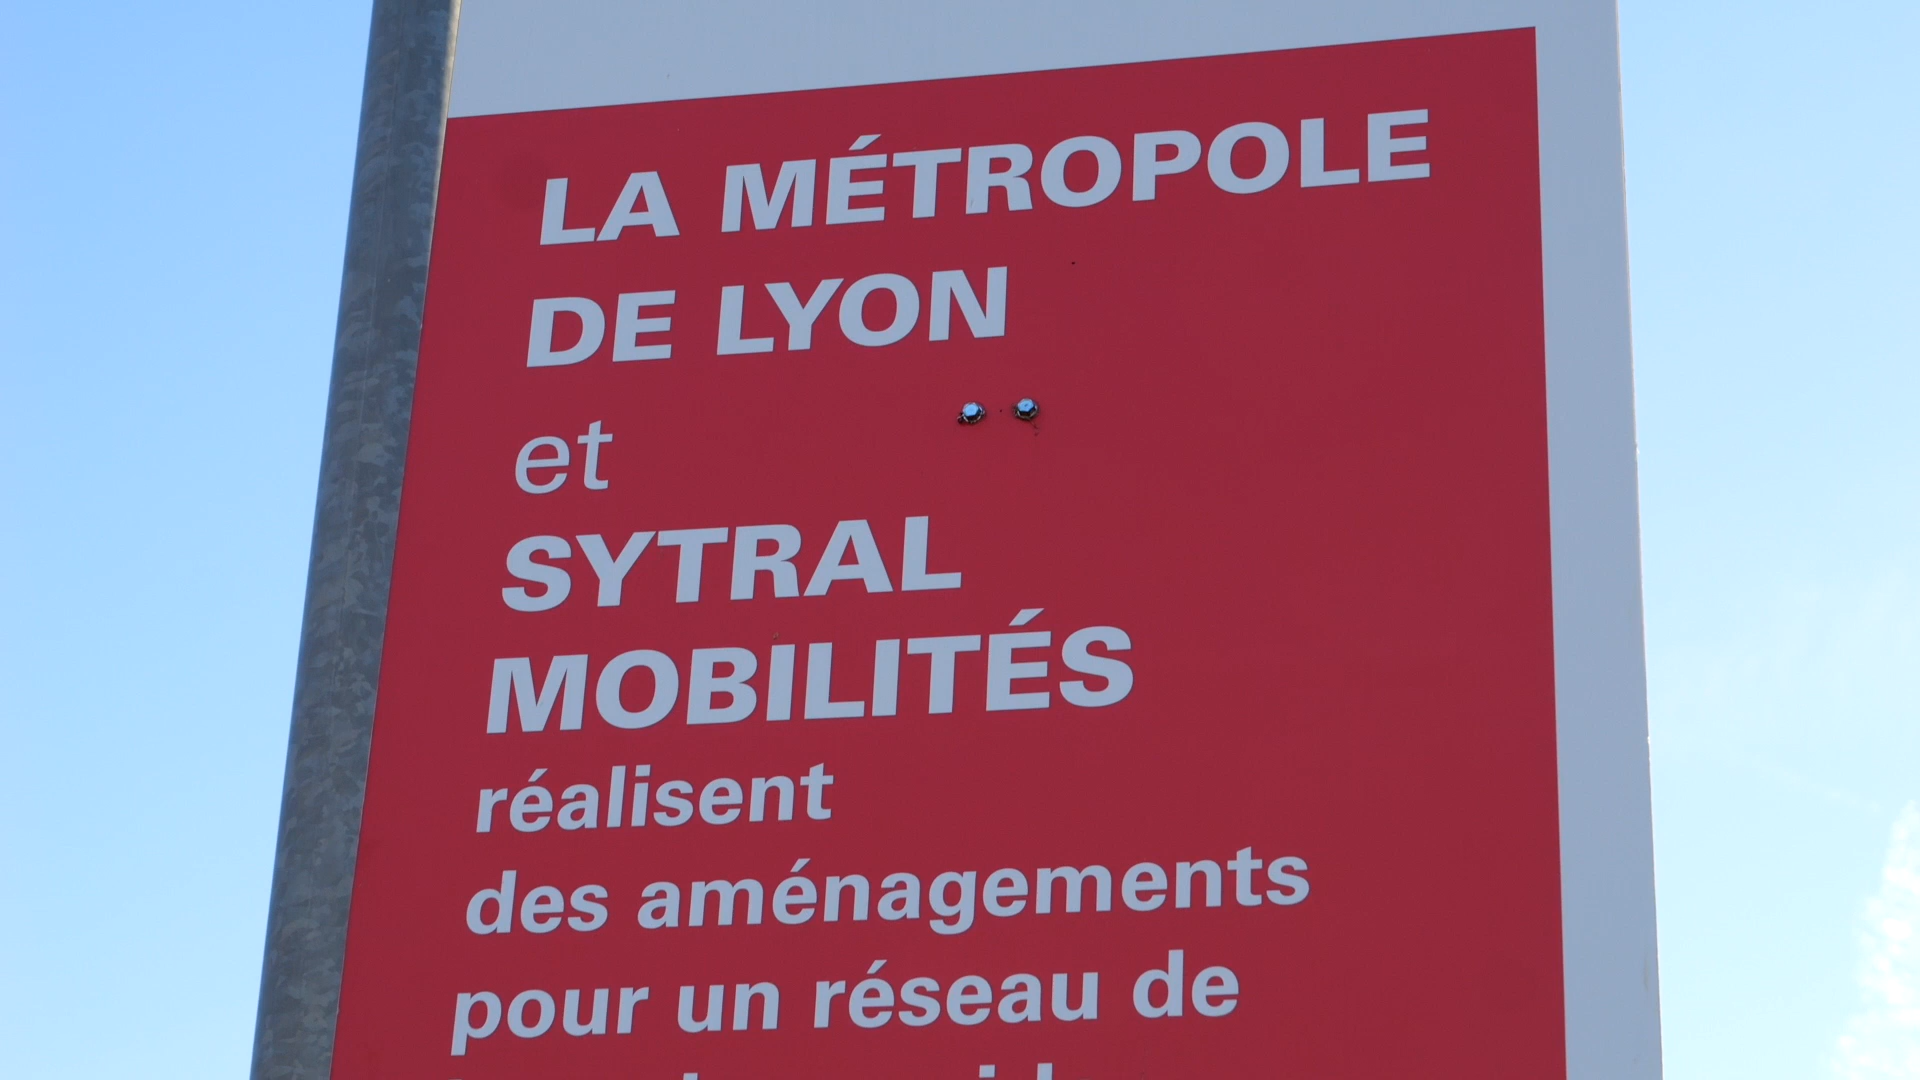 LA MÉTROPOLE
DE LYON
et
SYTRAL
MOBILITÉS
réalisent
des aménagements
pour un réseau de